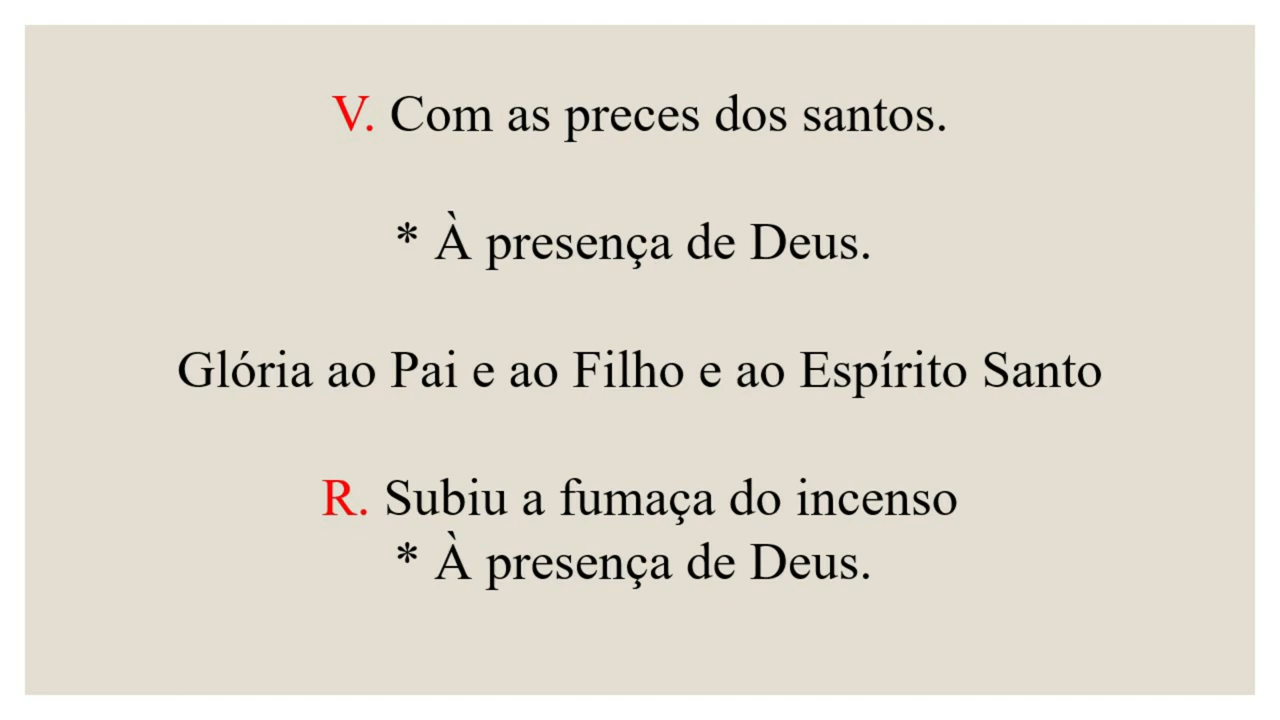 V. Com as preces dos santos.
* À presença de Deus.
Glória ao Pai e ao Filho e ao Espírito Santo
R. Subiu a fumaça do incenso
* À presença de Deus.